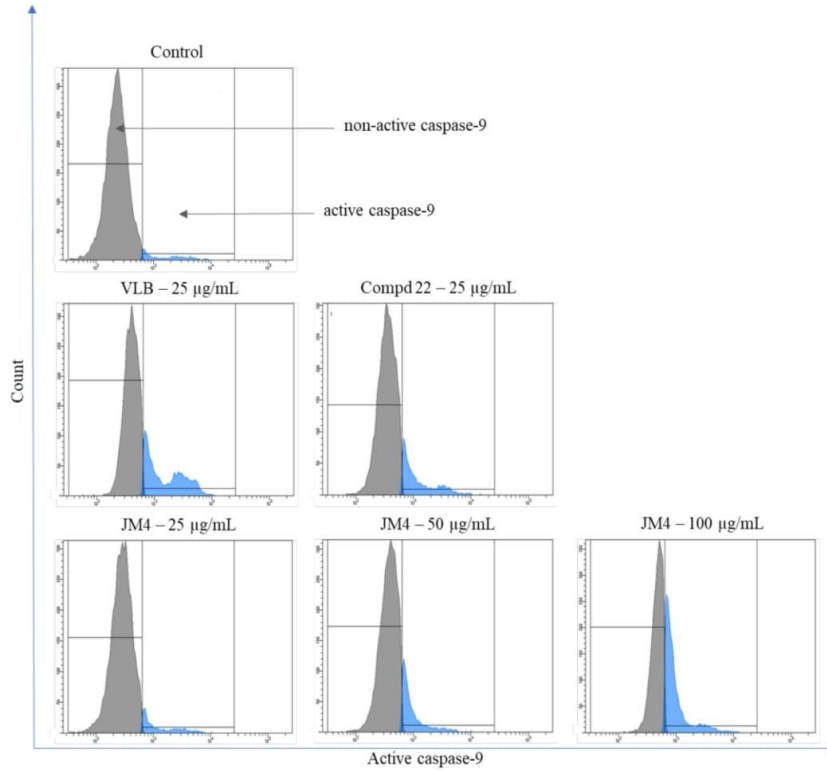 Control
non-active caspase-9
active caspase-9
VLB – 25 µg/mL
Compd 22 – 25 µg/mL
Count
JM4 – 25 µg/mL
JM4 – 50 µg/mL
JM4 – 100 µg/mL
Active caspase-9